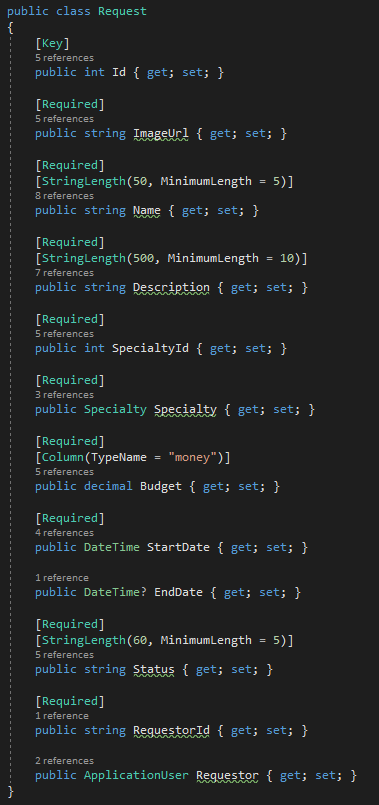 public class Request
{
[Key]
5 references
public int Id { get; set; }
[Required]
5 references
public string ImageUrl { get; set; }
[Required]
[StringLength(50, MinimumLength = 5)]
8 references
public string Name { get; set; }
[Required]
[StringLength(500, MinimumLength = 10)]
7 references
public string Description { get; set; }
[Required]
5 references
public int SpecialtyId { get; set; }
[Required]
3 references
public Specialty Specialty { get; set; }
[Required]
[Column(TypeName = "money")]
5 references
public decimal Budget { get; set; }
[Required]
4 references
public DateTime StartDate { get; set; }
1 reference
public DateTime? EndDate { get; set; }
[Required]
[StringLength(60, MinimumLength = 5)]
5 references
public string Status { get; set; }
[Required]
1 reference
public string RequestorId { get; set; }
2 references
public ApplicationUser Requestor { get; set; }
}